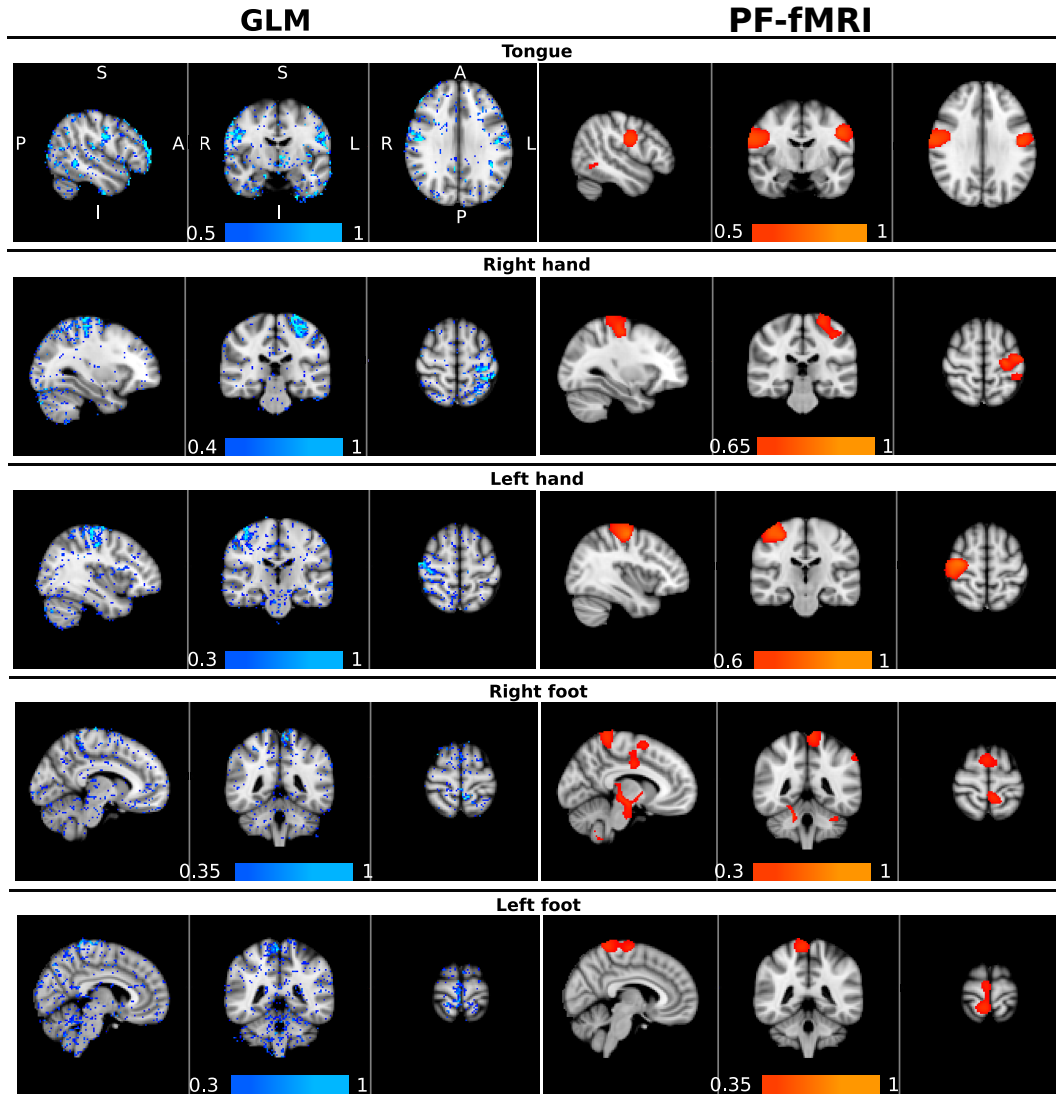 GLM PF-fMRI
Tongue
S S A
P A R L R L
I I P
0.5 1 0.5 1
Right hand
0.4 1 0.65 1
Left hand
0.3 1 0.6 1
Right foot
0.35 1 0.3 1
Left foot
0.3 1 0.35 1